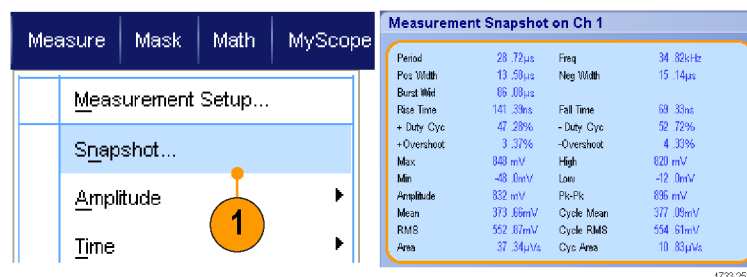 Measure Mask Math MyScope
Measurement Setup...
Snapshot...
Amplitude
Time
1
Measurement Snapshot on Ch 1
Period 28.72µs Freq 34.82kHz
Pos Width 13.58µs Neg Width 15.14µs
Burst Wid 86.08µs
Rise Time 141.39ns Fall Time 69.33ns
+ Duty Cyc 47.28% - Duty Cyc 52.72%
+Overshoot 3.37% -Overshoot 4.33%
Max 848 mV High 820 mV
Min -48.0mV Low -12.0mV
Amplitude 832 mV Pk-Pk 896 mV
Mean 373.66mV Cycle Mean 377.09mV
RMS 552.87mV Cycle RMS 554.61mV
Area 37.34µVs Cyc Area 10.83µVs